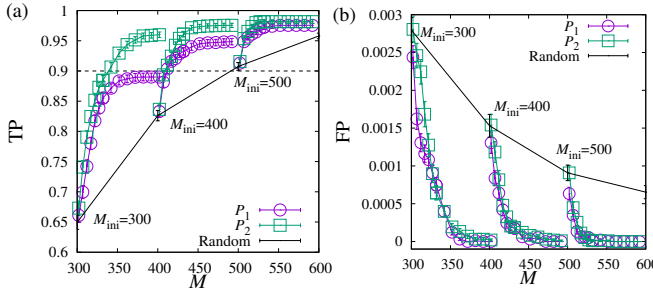 (a)
1
0.95
0.9
0.85
0.8
0.75
0.7
0.65
0.6
TP
300 350 400 450 500 550 600
M
M_ini=300
M_ini=400
M_ini=500
P_1
P_2
Random
(b)
0.003
0.0025
0.002
0.0015
0.001
0.0005
0
FP
300 350 400 450 500 550 600
M
M_ini=300
M_ini=400
M_ini=500
P_1
P_2
Random